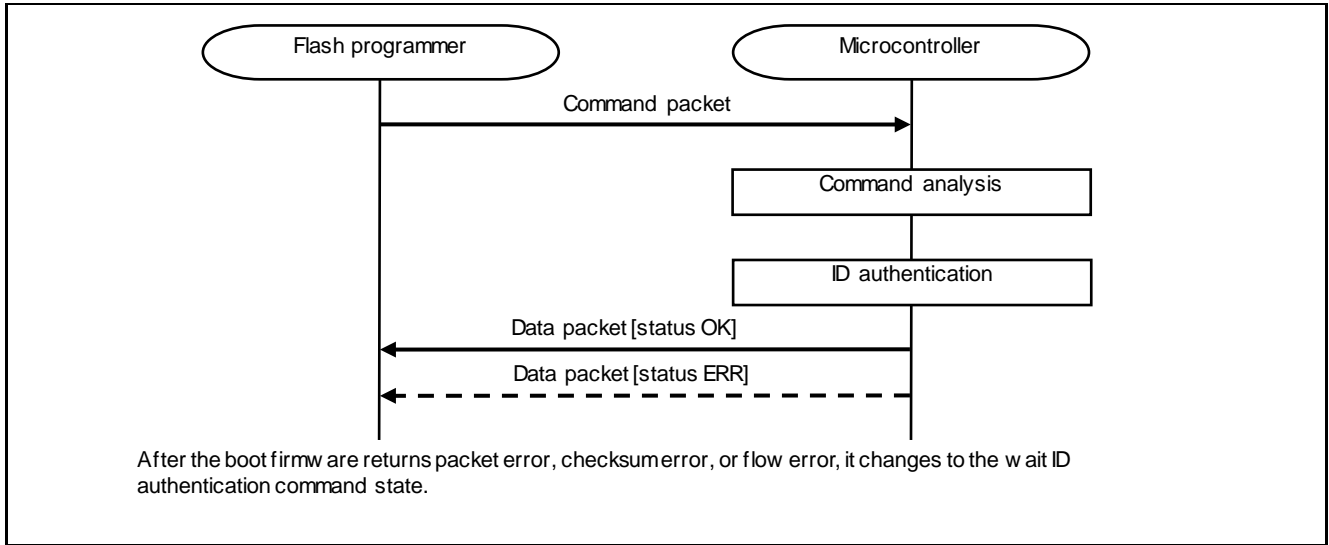 Flash programmer
Microcontroller
Command packet
Command analysis
ID authentication
Data packet [status OK]
Data packet [status ERR]
After the boot firmware returns packet error, checksum error, or flow error, it changes to the wait ID
authentication command state.